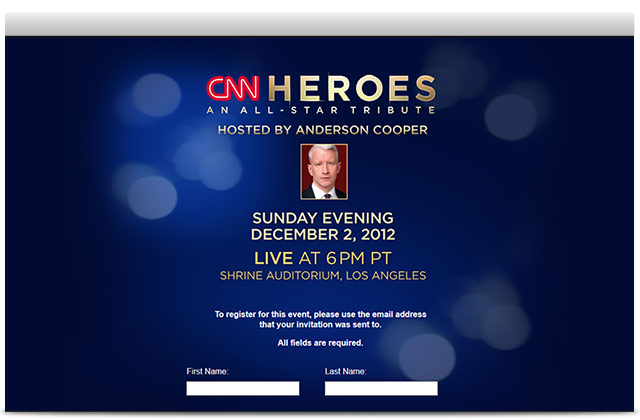 CNN HEROES
AN ALL-STAR TRIBUTE
HOSTED BY ANDERSON COOPER
SUNDAY EVENING
DECEMBER 2, 2012
LIVE AT 6PM PT
SHRINE AUDITORIUM, LOS ANGELES
To register for this event, please use the email address
that your invitation was sent to.
All fields are required.
First Name: Last Name: